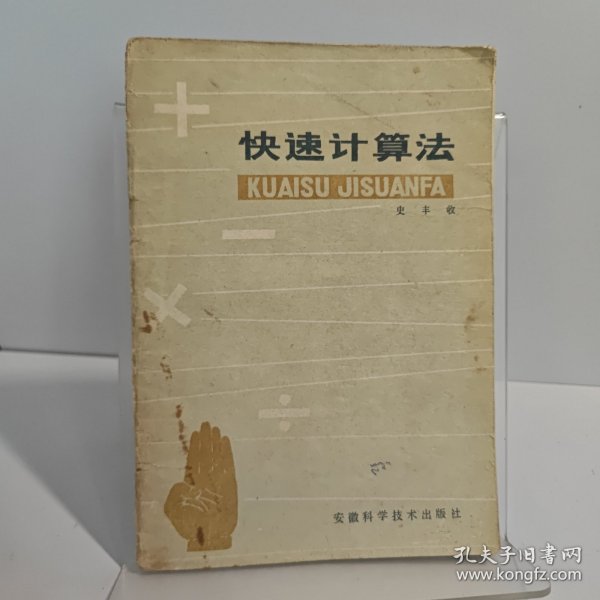 快速计算法
KUAISU JISUANFA
史丰收
安徽科学技术出版社
孔夫子旧书网
www.kongfz.com